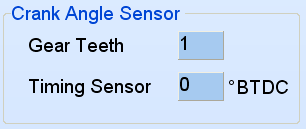 Crank Angle Sensor
Gear Teeth 1
Timing Sensor 0 °BTDC